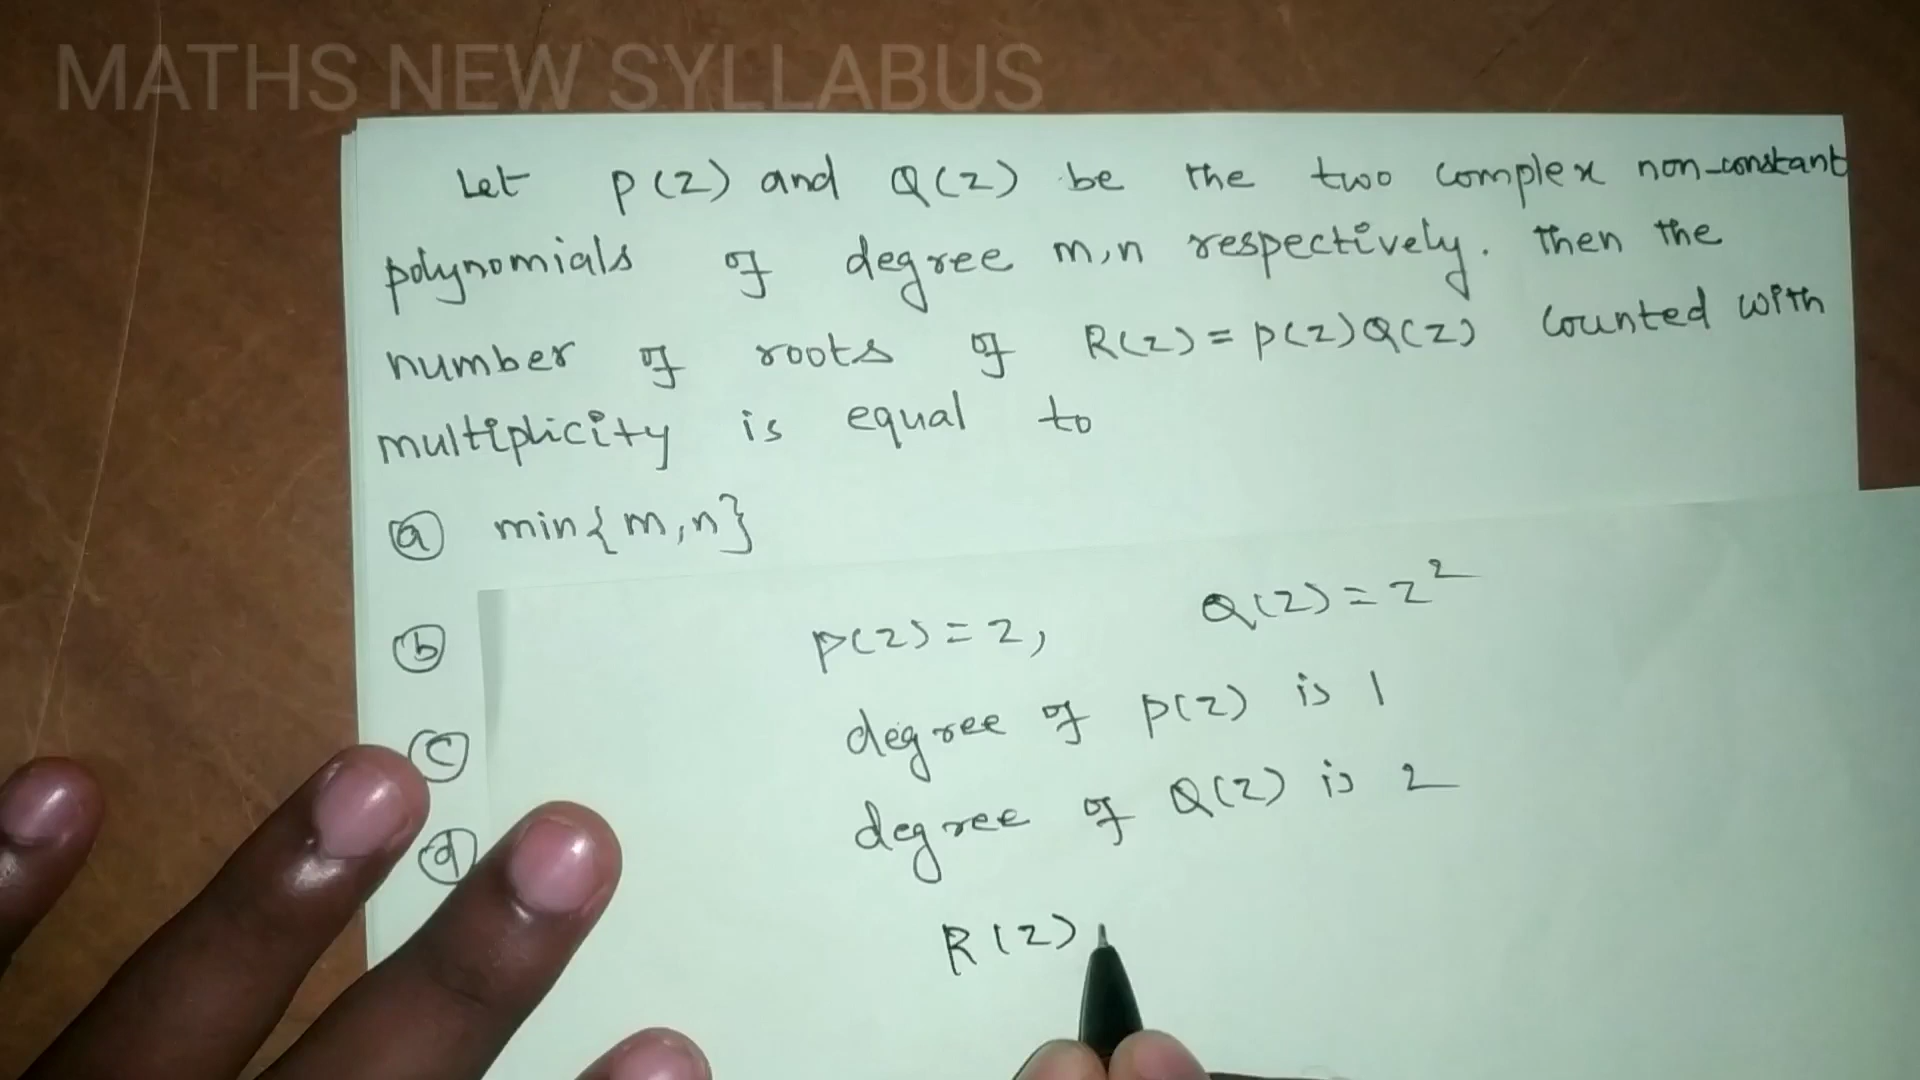 MATHS NEW SYLLABUS
Let P(z) and Q(z) be the two complex non-constant
polynomials of degree m,n respectively. Then the
number of roots of R(z) = P(z)Q(z) counted with
multiplicity is equal to
ⓐ min{m,n}
ⓑ
ⓒ
ⓓ
P(z) = z, Q(z) = z²
degree of P(z) is 1
degree of Q(z) is 2
R(z)